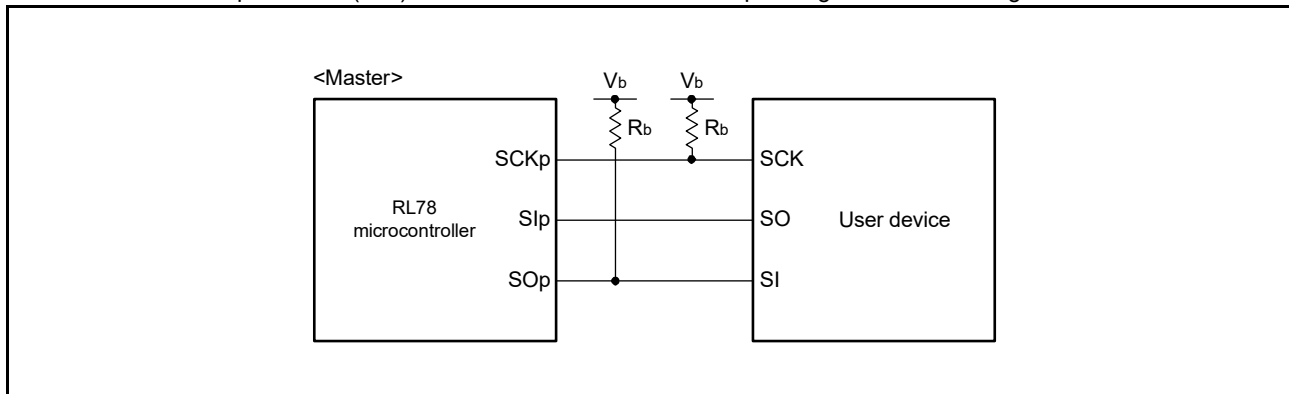 <Master>
Vb Vb
Rb Rb
SCKp SCK
RL78
microcontroller
SIp SO
User device
SOp SI